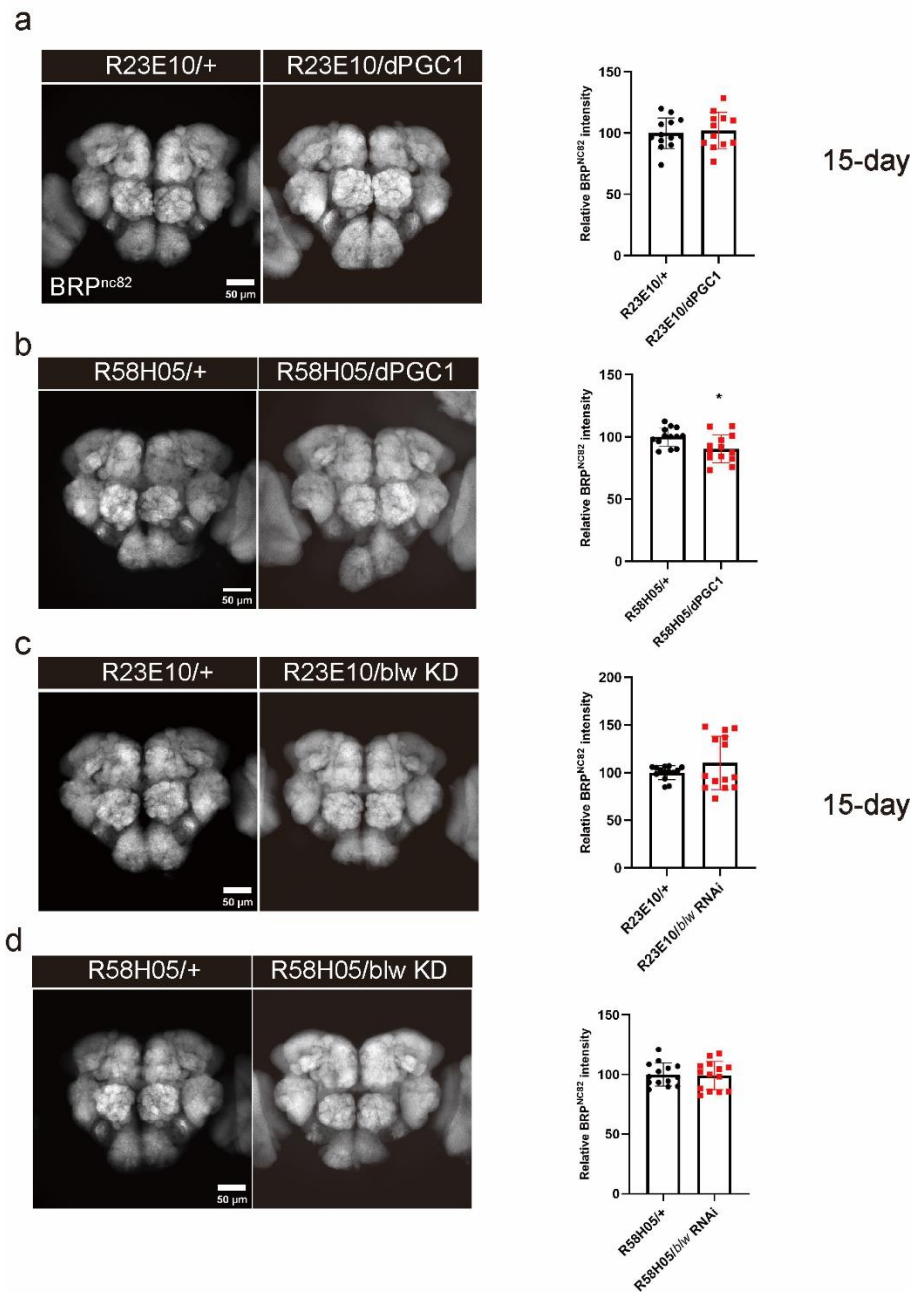 a
R23E10/+ R23E10/dPGC1
BRPnc82
50 µm
Relative BRPNC82 intensity
150
100
50
0
R23E10/+
R23E10/dPGC1
15-day
b
R58H05/+ R58H05/dPGC1
50 µm
Relative BRPNC82 intensity
150
100
50
0
*
R58H05/+
R58H05/dPGC1
c
R23E10/+ R23E10/blw KD
50 µm
Relative BRPNC82 intensity
200
150
100
50
0
R23E10/+
R23E10/blw RNAi
15-day
d
R58H05/+ R58H05/blw KD
50 µm
Relative BRPNC82 intensity
150
100
50
0
R58H05/+
R58H05/blw RNAi